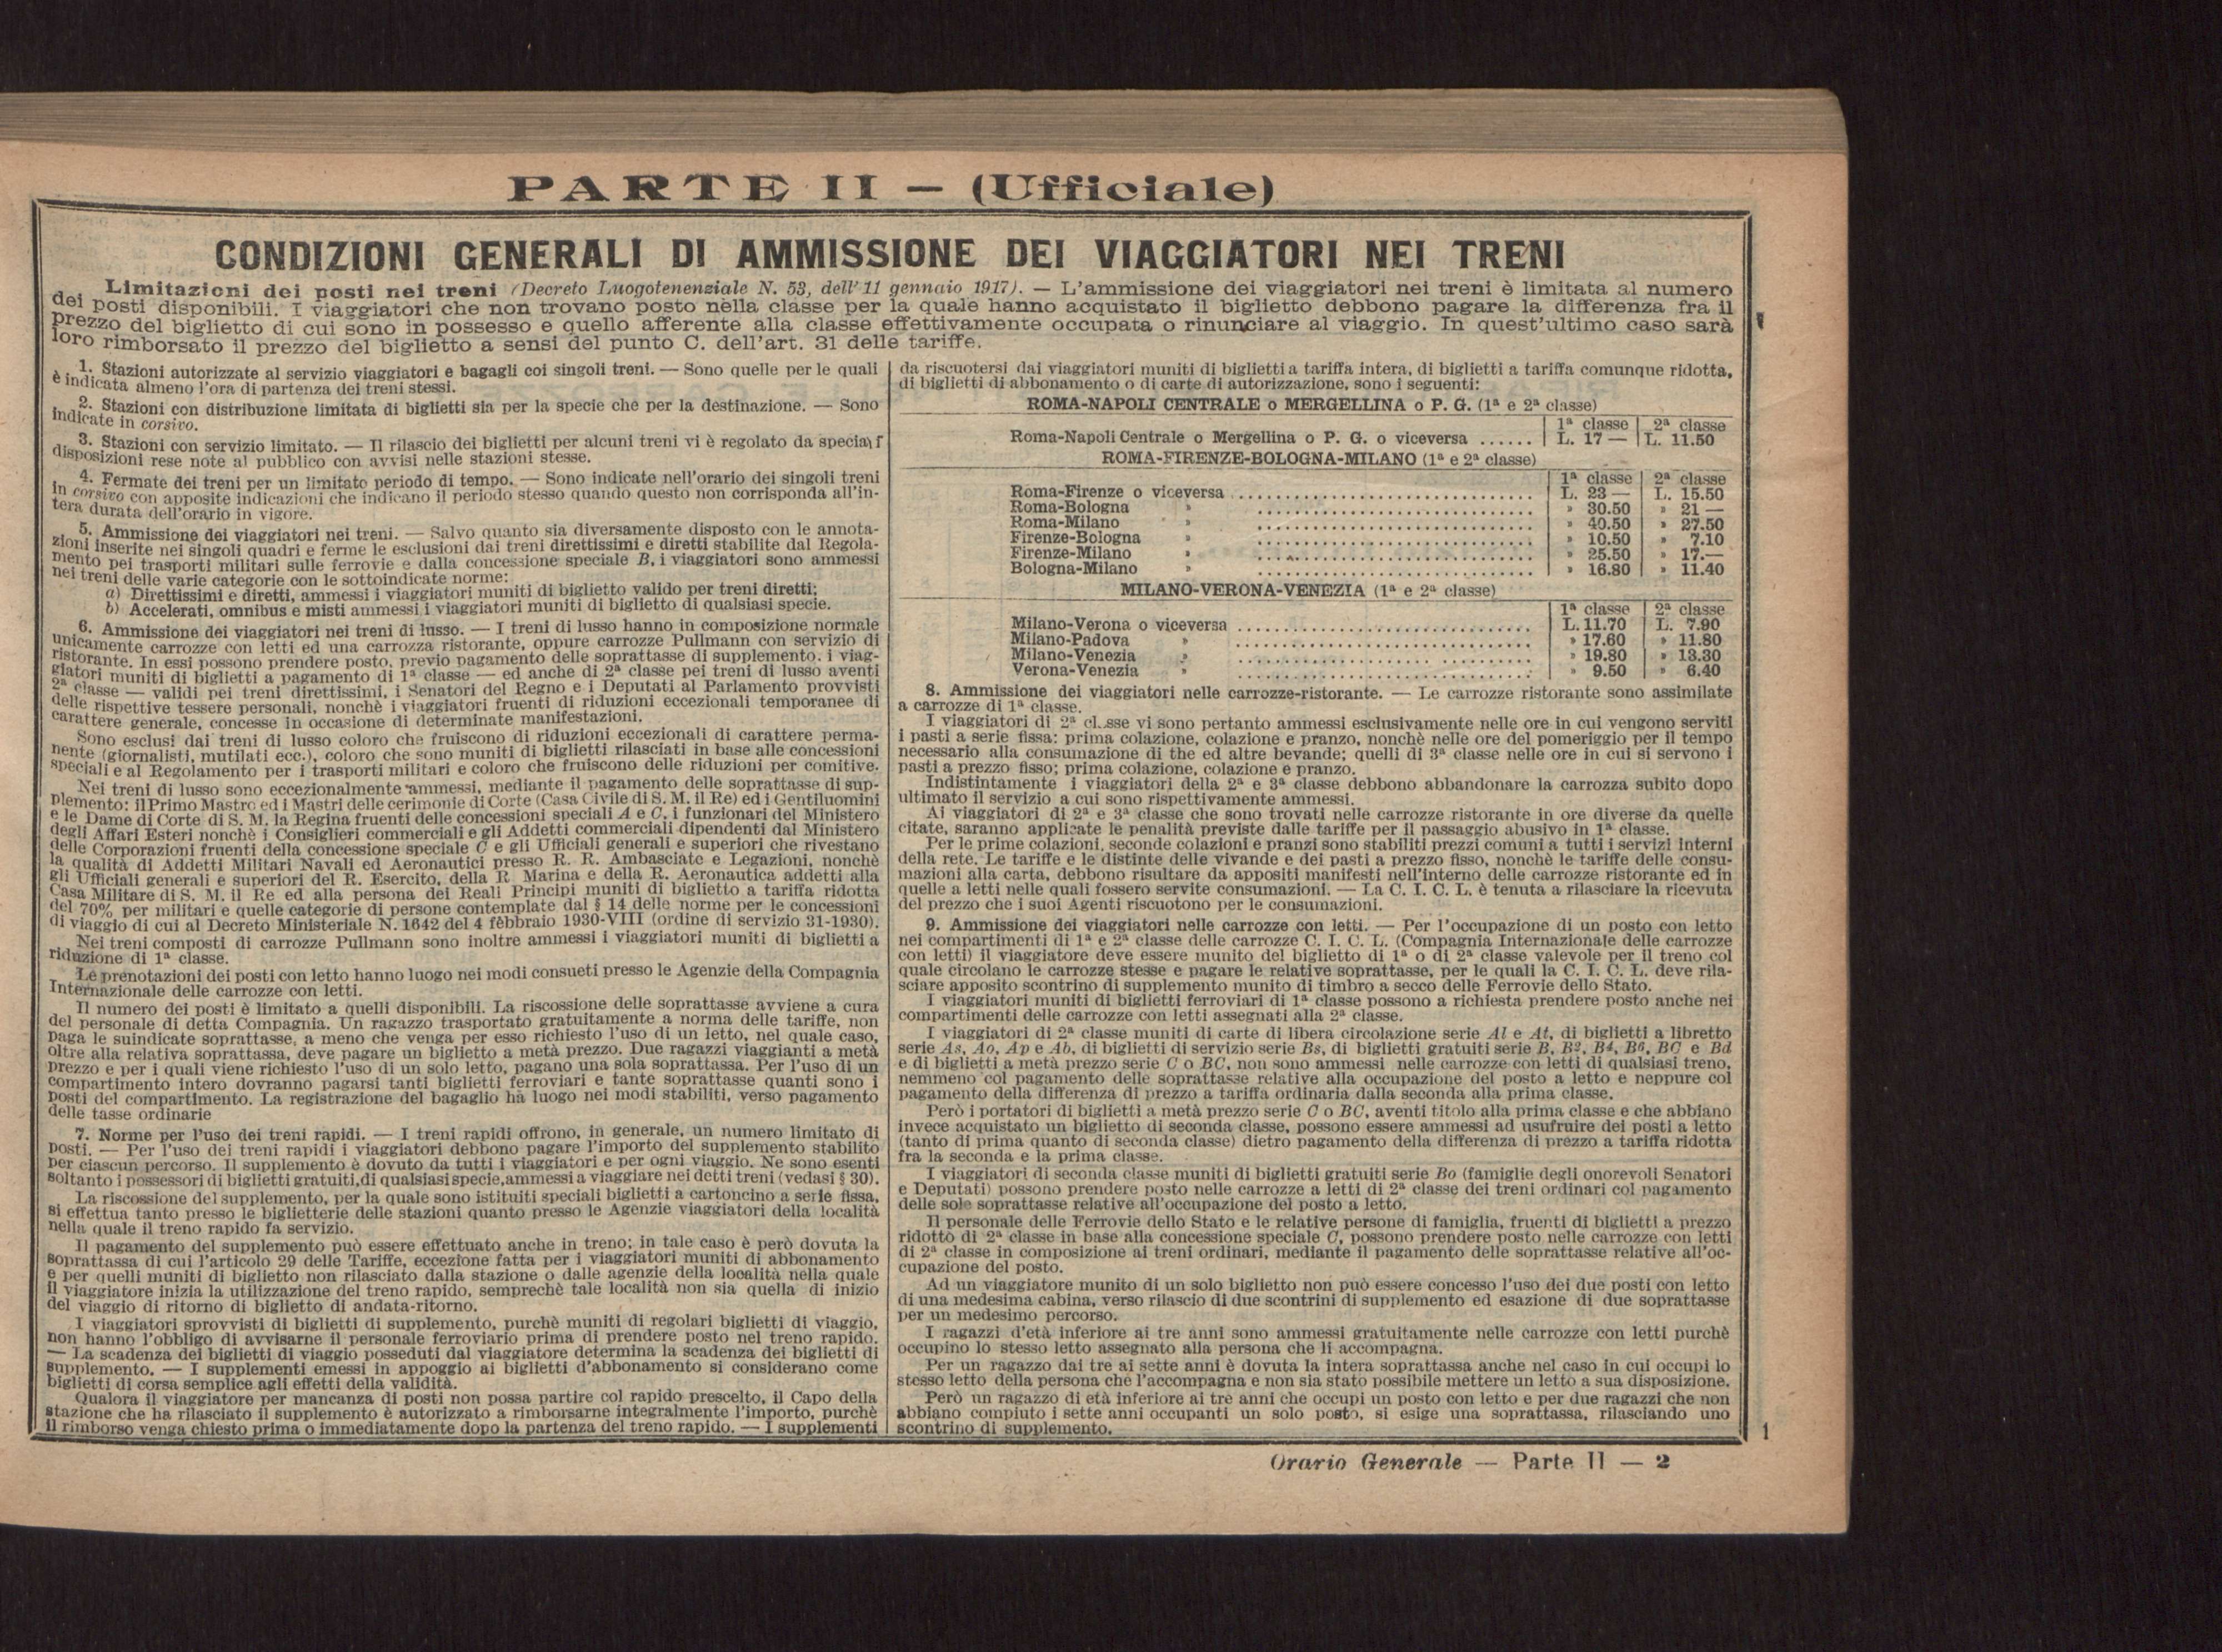 PARTE II — (Ufficiale)
CONDIZIONI GENERALI DI AMMISSIONE DEI VIAGGIATORI NEI TRENI
Limitazioni dei posti nei treni (Decreto Luogotenenziale N. 53, dell'11 gennaio 1917). — L'ammissione dei viaggiatori nei treni è limitata al numero
dei posti disponibili. I viaggiatori che non trovano posto nella classe per la quale hanno acquistato il biglietto debbono pagare la differenza fra il
prezzo del biglietto di cui sono in possesso e quello afferente alla classe effettivamente occupata o rinunciare al viaggio. In quest'ultimo caso sarà
loro rimborsato il prezzo del biglietto a sensi del punto C. dell'art. 31 delle tariffe.
1. Stazioni autorizzate al servizio viaggiatori e bagagli coi singoli treni. — Sono quelle per le quali
è indicata almeno l'ora di partenza dei treni stessi.
2. Stazioni con distribuzione limitata di biglietti sia per la specie che per la destinazione. — Sono
indicate in corsivo.
3. Stazioni con servizio limitato. — Il rilascio dei biglietti per alcuni treni vi è regolato da speciali
disposizioni rese note al pubblico con avvisi nelle stazioni stesse.
4. Fermate dei treni per un limitato periodo di tempo. — Sono indicate nell'orario dei singoli treni
in corsivo con apposite indicazioni che indicano il periodo stesso quando questo non corrisponda all'in-
tera durata dell'orario in vigore.
5. Ammissione dei viaggiatori nei treni. — Salvo quanto sia diversamente disposto con le annota-
zioni inserite nei singoli quadri e ferme le esclusioni dai treni direttissimi e diretti stabilite dal Regola-
mento pei trasporti militari sulle ferrovie e dalla concessione speciale B, i viaggiatori sono ammessi
nei treni delle varie categorie con le sottoindicate norme:
a) Direttissimi e diretti, ammessi i viaggiatori muniti di biglietto valido per treni diretti;
b) Accelerati, omnibus e misti ammessi i viaggiatori muniti di biglietto di qualsiasi specie.
6. Ammissione dei viaggiatori nei treni di lusso. — I treni di lusso hanno in composizione normale
unicamente carrozze con letti ed una carrozza ristorante, oppure carrozze Pullmann con servizio di
ristorante. In essi possono prendere posto, previo pagamento delle soprattasse di supplemento, i viag-
giatori muniti di biglietti a pagamento di 1ª classe — ed anche di 2ª classe pei treni di lusso aventi
2ª classe — validi pei treni direttissimi, i Senatori del Regno e i Deputati al Parlamento provvisti
delle rispettive tessere personali, nonchè i viaggiatori fruenti di riduzioni eccezionali temporanee di
carattere generale, concesse in occasione di determinate manifestazioni.
Sono esclusi dai treni di lusso coloro che fruiscono di riduzioni eccezionali di carattere perma-
nente (giornalisti, mutilati ecc.), coloro che sono muniti di biglietti rilasciati in base alle concessioni
speciali e al Regolamento per i trasporti militari e coloro che fruiscono delle riduzioni per comitive.
Nei treni di lusso sono eccezionalmente ammessi, mediante il pagamento delle soprattasse di sup-
plemento: il Primo Mastro ed i Mastri delle cerimonie di Corte (Casa Civile di S. M. il Re) ed i Gentiluomini
e le Dame di Corte di S. M. la Regina fruenti delle concessioni speciali A e C, i funzionari del Ministero
degli Affari Esteri nonchè i Consiglieri commerciali e gli Addetti commerciali dipendenti dal Ministero
delle Corporazioni fruenti della concessione speciale C e gli Ufficiali generali e superiori che rivestano
la qualità di Addetti Militari Navali ed Aeronautici presso R. R. Ambasciate e Legazioni, nonchè
gli Ufficiali generali e superiori del R. Esercito, della R. Marina e della R. Aeronautica addetti alla
Casa Militare di S. M. il Re ed alla persona dei Reali Principi muniti di biglietto a tariffa ridotta
del 70% per militari e quelle categorie di persone contemplate dal § 14 delle norme per le concessioni
di viaggio di cui al Decreto Ministeriale N. 1642 del 4 fèbbraio 1930-VIII (ordine di servizio 31-1930).
Nei treni composti di carrozze Pullmann sono inoltre ammessi i viaggiatori muniti di biglietti a
riduzione di 1ª classe.
Le prenotazioni dei posti con letto hanno luogo nei modi consueti presso le Agenzie della Compagnia
Internazionale delle carrozze con letti.
Il numero dei posti è limitato a quelli disponibili. La riscossione delle soprattasse avviene a cura
del personale di detta Compagnia. Un ragazzo trasportato gratuitamente a norma delle tariffe, non
paga le suindicate soprattasse, a meno che venga per esso richiesto l'uso di un letto, nel quale caso,
oltre alla relativa soprattassa, deve pagare un biglietto a metà prezzo. Due ragazzi viaggianti a metà
prezzo e per i quali viene richiesto l'uso di un solo letto, pagano una sola soprattassa. Per l'uso di un
compartimento intero dovranno pagarsi tanti biglietti ferroviari e tante soprattasse quanti sono i
posti del compartimento. La registrazione del bagaglio ha luogo nei modi stabiliti, verso pagamento
delle tasse ordinarie
7. Norme per l'uso dei treni rapidi. — I treni rapidi offrono, in generale, un numero limitato di
posti. — Per l'uso dei treni rapidi i viaggiatori debbono pagare l'importo del supplemento stabilito
per ciascun percorso. Il supplemento è dovuto da tutti i viaggiatori e per ogni viaggio. Ne sono esenti
soltanto i possessori di biglietti gratuiti, di qualsiasi specie, ammessi a viaggiare nei detti treni (vedasi § 30).
La riscossione del supplemento, per la quale sono istituiti speciali biglietti a cartoncino a serie fissa,
si effettua tanto presso le biglietterie delle stazioni quanto presso le Agenzie viaggiatori della località
nella quale il treno rapido fa servizio.
Il pagamento del supplemento può essere effettuato anche in treno; in tale caso è però dovuta la
soprattassa di cui l'articolo 29 delle Tariffe, eccezione fatta per i viaggiatori muniti di abbonamento
e per quelli muniti di biglietto non rilasciato dalla stazione o dalle agenzie della località nella quale
il viaggiatore inizia la utilizzazione del treno rapido, semprechè tale località non sia quella di inizio
del viaggio di ritorno di biglietto di andata-ritorno.
I viaggiatori sprovvisti di biglietti di supplemento, purchè muniti di regolari biglietti di viaggio,
non hanno l'obbligo di avvisarne il personale ferroviario prima di prendere posto nel treno rapido.
— La scadenza dei biglietti di viaggio posseduti dal viaggiatore determina la scadenza dei biglietti di
supplemento. — I supplementi emessi in appoggio ai biglietti d'abbonamento si considerano come
biglietti di corsa semplice agli effetti della validità.
Qualora il viaggiatore per mancanza di posti non possa partire col rapido prescelto, il Capo della
stazione che ha rilasciato il supplemento è autorizzato a rimborsarne integralmente l'importo, purchè
il rimborso venga chiesto prima o immediatamente dopo la partenza del treno rapido. — I supplementi
da riscuotersi dai viaggiatori muniti di biglietti a tariffa intera, di biglietti a tariffa comunque ridotta,
di biglietti di abbonamento o di carte di autorizzazione, sono i seguenti:
ROMA-NAPOLI CENTRALE o MERGELLINA o P. G. (1ª e 2ª classe)
1ª classe 2ª classe
Roma-Napoli Centrale o Mergellina o P. G. o viceversa ...... L. 17 — L. 11.50
ROMA-FIRENZE-BOLOGNA-MILANO (1ª e 2ª classe)
1ª classe 2ª classe
Roma-Firenze o viceversa ................................ L. 23 — L. 15.50
Roma-Bologna » .............................. » 30.50 » 21 —
Roma-Milano » .............................. » 40.50 » 27.50
Firenze-Bologna » .............................. » 10.50 » 7.10
Firenze-Milano » .............................. » 25.50 » 17.—
Bologna-Milano » .............................. » 16.80 » 11.40
MILANO-VERONA-VENEZIA (1ª e 2ª classe)
1ª classe 2ª classe
Milano-Verona o viceversa ................................ L. 11.70 L. 7.90
Milano-Padova » ................................ » 17.60 » 11.80
Milano-Venezia » ................................ » 19.80 » 13.30
Verona-Venezia » ................................ » 9.50 » 6.40
8. Ammissione dei viaggiatori nelle carrozze-ristorante. — Le carrozze ristorante sono assimilate
a carrozze di 1ª classe.
I viaggiatori di 2ª classe vi sono pertanto ammessi esclusivamente nelle ore in cui vengono serviti
i pasti a serie fissa: prima colazione, colazione e pranzo, nonchè nelle ore del pomeriggio per il tempo
necessario alla consumazione di the ed altre bevande; quelli di 3ª classe nelle ore in cui si servono i
pasti a prezzo fisso; prima colazione, colazione e pranzo.
Indistintamente i viaggiatori della 2ª e 3ª classe debbono abbandonare la carrozza subito dopo
ultimato il servizio a cui sono rispettivamente ammessi.
Ai viaggiatori di 2ª e 3ª classe che sono trovati nelle carrozze ristorante in ore diverse da quelle
citate, saranno applicate le penalità previste dalle tariffe per il passaggio abusivo in 1ª classe.
Per le prime colazioni, seconde colazioni e pranzi sono stabiliti prezzi comuni a tutti i servizi interni
della rete. Le tariffe e le distinte delle vivande e dei pasti a prezzo fisso, nonchè le tariffe delle consu-
mazioni alla carta, debbono risultare da appositi manifesti nell'interno delle carrozze ristorante ed in
quelle a letti nelle quali fossero servite consumazioni. — La C. I. C. L. è tenuta a rilasciare la ricevuta
del prezzo che i suoi Agenti riscuotono per le consumazioni.
9. Ammissione dei viaggiatori nelle carrozze con letti. — Per l'occupazione di un posto con letto
nei compartimenti di 1ª e 2ª classe delle carrozze C. I. C. L. (Compagnia Internazionale delle carrozze
con letti) il viaggiatore deve essere munito del biglietto di 1ª o di 2ª classe valevole per il treno col
quale circolano le carrozze stesse e pagare le relative soprattasse, per le quali la C. I. C. L. deve rila-
sciare apposito scontrino di supplemento munito di timbro a secco delle Ferrovie dello Stato.
I viaggiatori muniti di biglietti ferroviari di 1ª classe possono a richiesta prendere posto anche nei
compartimenti delle carrozze con letti assegnati alla 2ª classe.
I viaggiatori di 2ª classe muniti di carte di libera circolazione serie Al e At, di biglietti a libretto
serie As, Ao, Ap e Ab, di biglietti di servizio serie Bs, di biglietti gratuiti serie B, B2, B4, B6, BC e Bd
e di biglietti a metà prezzo serie C o BC, non sono ammessi nelle carrozze con letti di qualsiasi treno,
nemmeno col pagamento delle soprattasse relative alla occupazione del posto a letto e neppure col
pagamento della differenza di prezzo a tariffa ordinaria dalla seconda alla prima classe.
Però i portatori di biglietti a metà prezzo serie C o BC, aventi titolo alla prima classe e che abbiano
invece acquistato un biglietto di seconda classe, possono essere ammessi ad usufruire dei posti a letto
(tanto di prima quanto di seconda classe) dietro pagamento della differenza di prezzo a tariffa ridotta
fra la seconda e la prima classe.
I viaggiatori di seconda classe muniti di biglietti gratuiti serie Bo (famiglie degli onorevoli Senatori
e Deputati) possono prendere posto nelle carrozze a letti di 2ª classe dei treni ordinari col pagamento
delle sole soprattasse relative all'occupazione del posto a letto.
Il personale delle Ferrovie dello Stato e le relative persone di famiglia, fruenti di biglietti a prezzo
ridotto di 2ª classe in base alla concessione speciale C, possono prendere posto nelle carrozze con letti
di 2ª classe in composizione ai treni ordinari, mediante il pagamento delle soprattasse relative all'oc-
cupazione del posto.
Ad un viaggiatore munito di un solo biglietto non può essere concesso l'uso dei due posti con letto
di una medesima cabina, verso rilascio di due scontrini di supplemento ed esazione di due soprattasse
per un medesimo percorso.
I ragazzi d'età inferiore ai tre anni sono ammessi gratuitamente nelle carrozze con letti purchè
occupino lo stesso letto assegnato alla persona che li accompagna.
Per un ragazzo dai tre ai sette anni è dovuta la intera soprattassa anche nel caso in cui occupi lo
stesso letto della persona che l'accompagna e non sia stato possibile mettere un letto a sua disposizione.
Però un ragazzo di età inferiore ai tre anni che occupi un posto con letto e per due ragazzi che non
abbiano compiuto i sette anni occupanti un solo posto, si esige una soprattassa, rilasciando uno
scontrino di supplemento.
1
Orario Generale — Parte II — 2